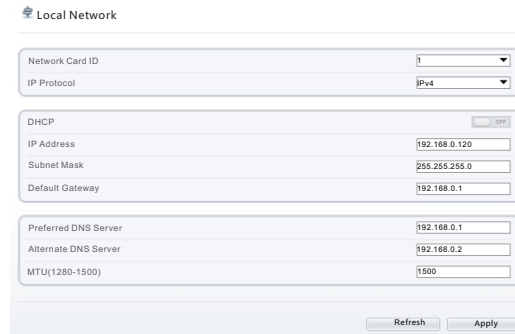 Local Network
Network Card ID 1
IP Protocol IPv4
DHCP OFF
IP Address 192.168.0.120
Subnet Mask 255.255.255.0
Default Gateway 192.168.0.1
Preferred DNS Server 192.168.0.1
Alternate DNS Server 192.168.0.2
MTU(1280-1500) 1500
Refresh Apply